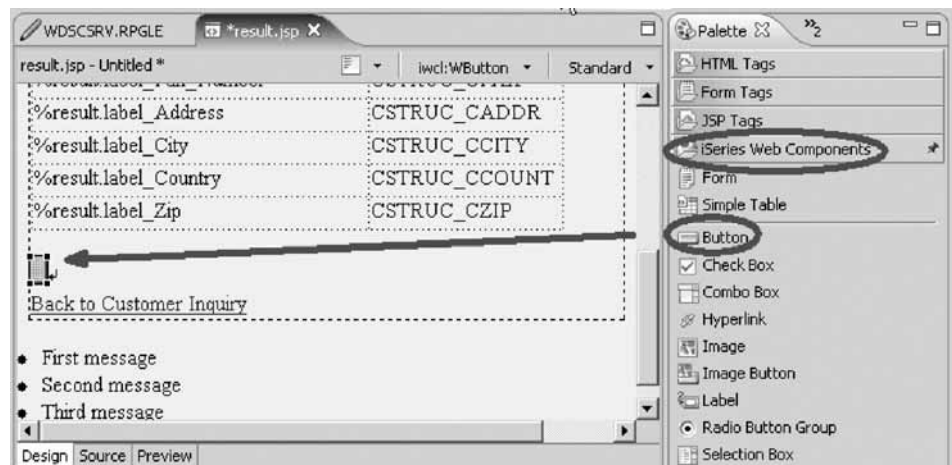 WDSCSRV.RPGLE
*result.jsp
result.jsp - Untitled *
iwcl:WButton
Standard
%result.label_Address CSTRUC_CADDR
%result.label_City CSTRUC_CCITY
%result.label_Country CSTRUC_CCOUNT
%result.label_Zip CSTRUC_CZIP
Back to Customer Inquiry
First message
Second message
Third message
Design Source Preview
Palette
2
HTML Tags
Form Tags
JSP Tags
iSeries Web Components
Form
Simple Table
Button
Check Box
Combo Box
Hyperlink
Image
Image Button
Label
Radio Button Group
Selection Box